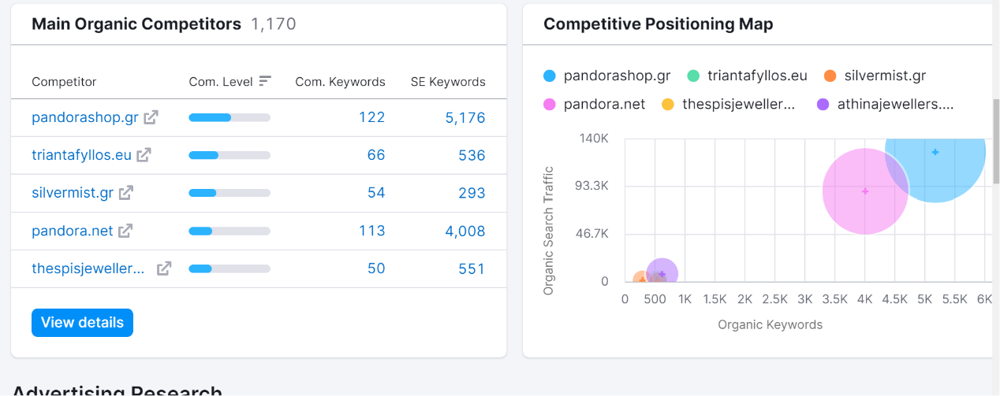 Main Organic Competitors 1,170
Competitor Com. Level Com. Keywords SE Keywords
pandorashop.gr 122 5,176
triantafyllos.eu 66 536
silvermist.gr 54 293
pandora.net 113 4,008
thespisjeweller... 50 551
View details
Competitive Positioning Map
pandorashop.gr triantafyllos.eu silvermist.gr
pandora.net thespisjeweller... athinajewellers....
Organic Search Traffic
140K
93.3K
46.7K
0
0 500 1K 1.5K 2K 2.5K 3K 3.5K 4K 4.5K 5K 5.5K 6K
Organic Keywords
Advertising Research